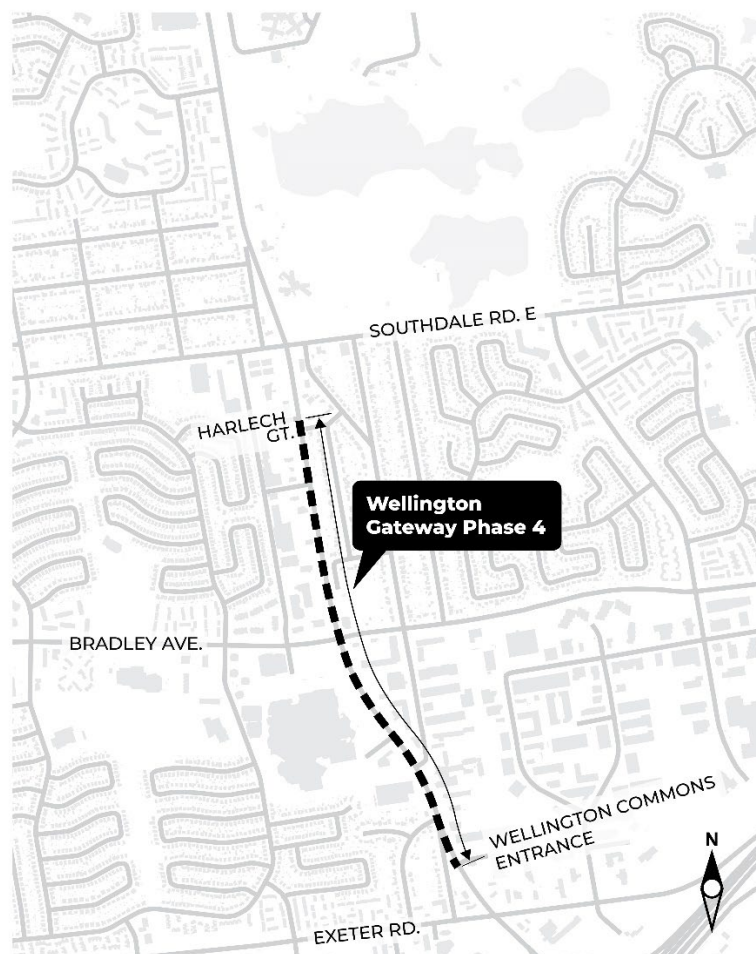 SOUTHDALE RD. E
HARLECH
GT.
Wellington
Gateway Phase 4
BRADLEY AVE.
WELLINGTON COMMONS
ENTRANCE
N
EXETER RD.